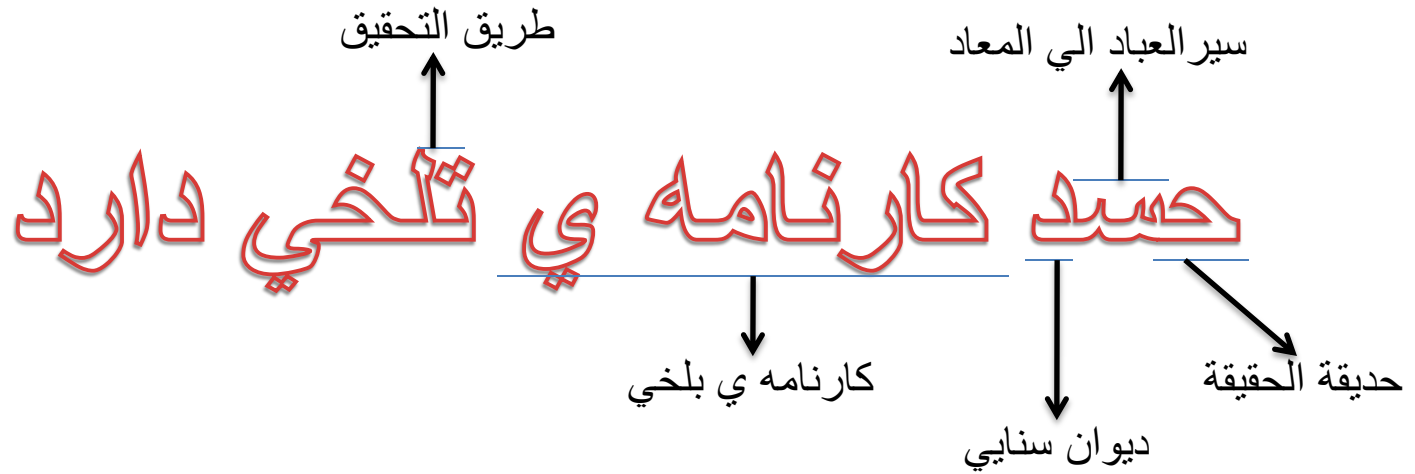 طريق التحقيق
سيرالعباد الي المعاد
حسد كارنامه ي تلخي دارد
كارنامه ي بلخي
حديقة الحقيقة
ديوان سنايي